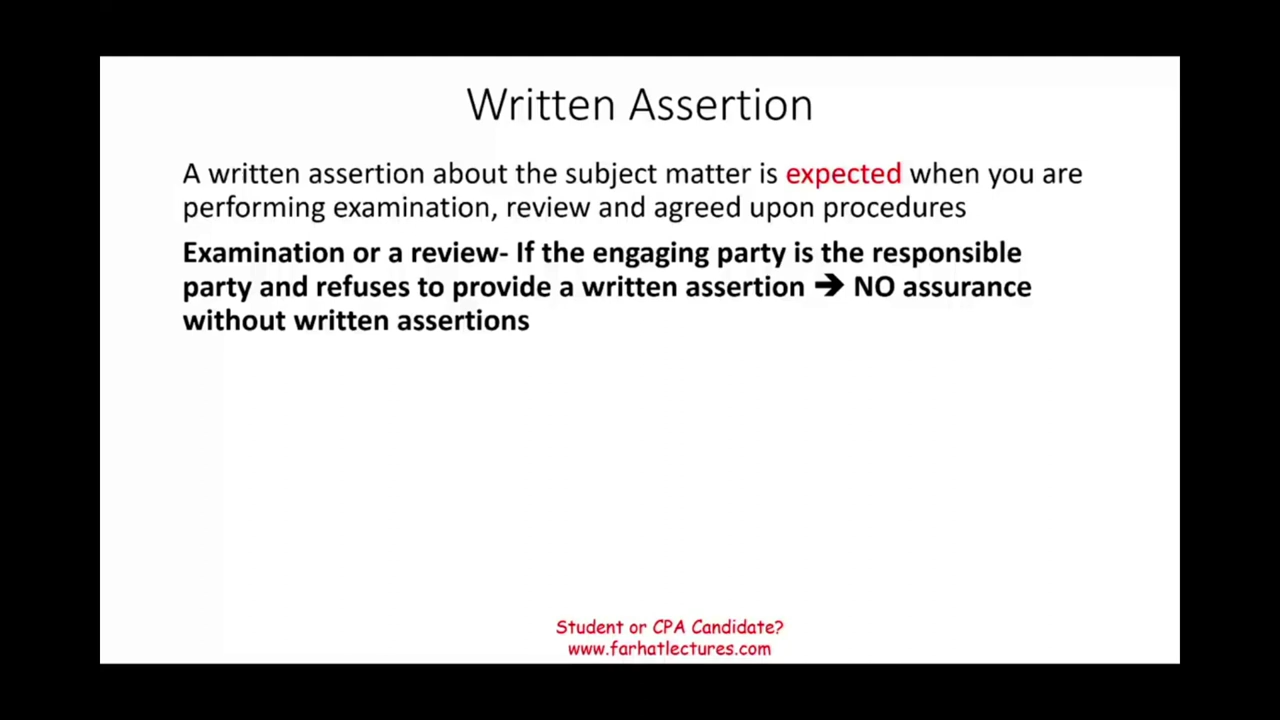 Written Assertion
A written assertion about the subject matter is expected when you are
performing examination, review and agreed upon procedures
Examination or a review- If the engaging party is the responsible
party and refuses to provide a written assertion ➔ NO assurance
without written assertions
Student or CPA Candidate?
www.farhatlectures.com